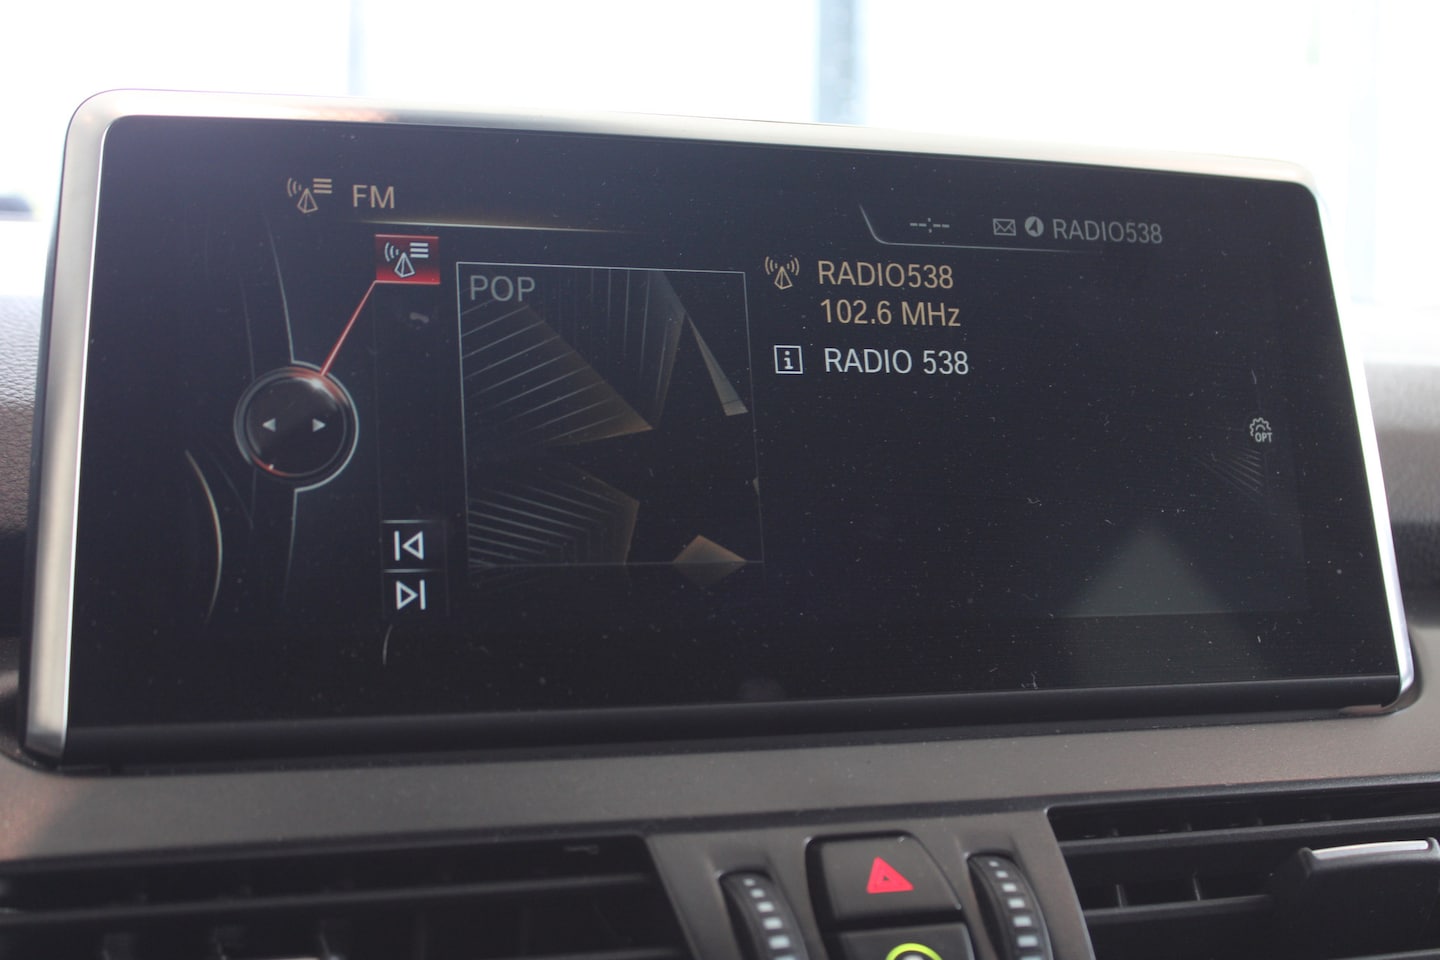 FM
--:--
RADIO538
POP
RADIO538
102.6 MHz
i RADIO 538
OPT